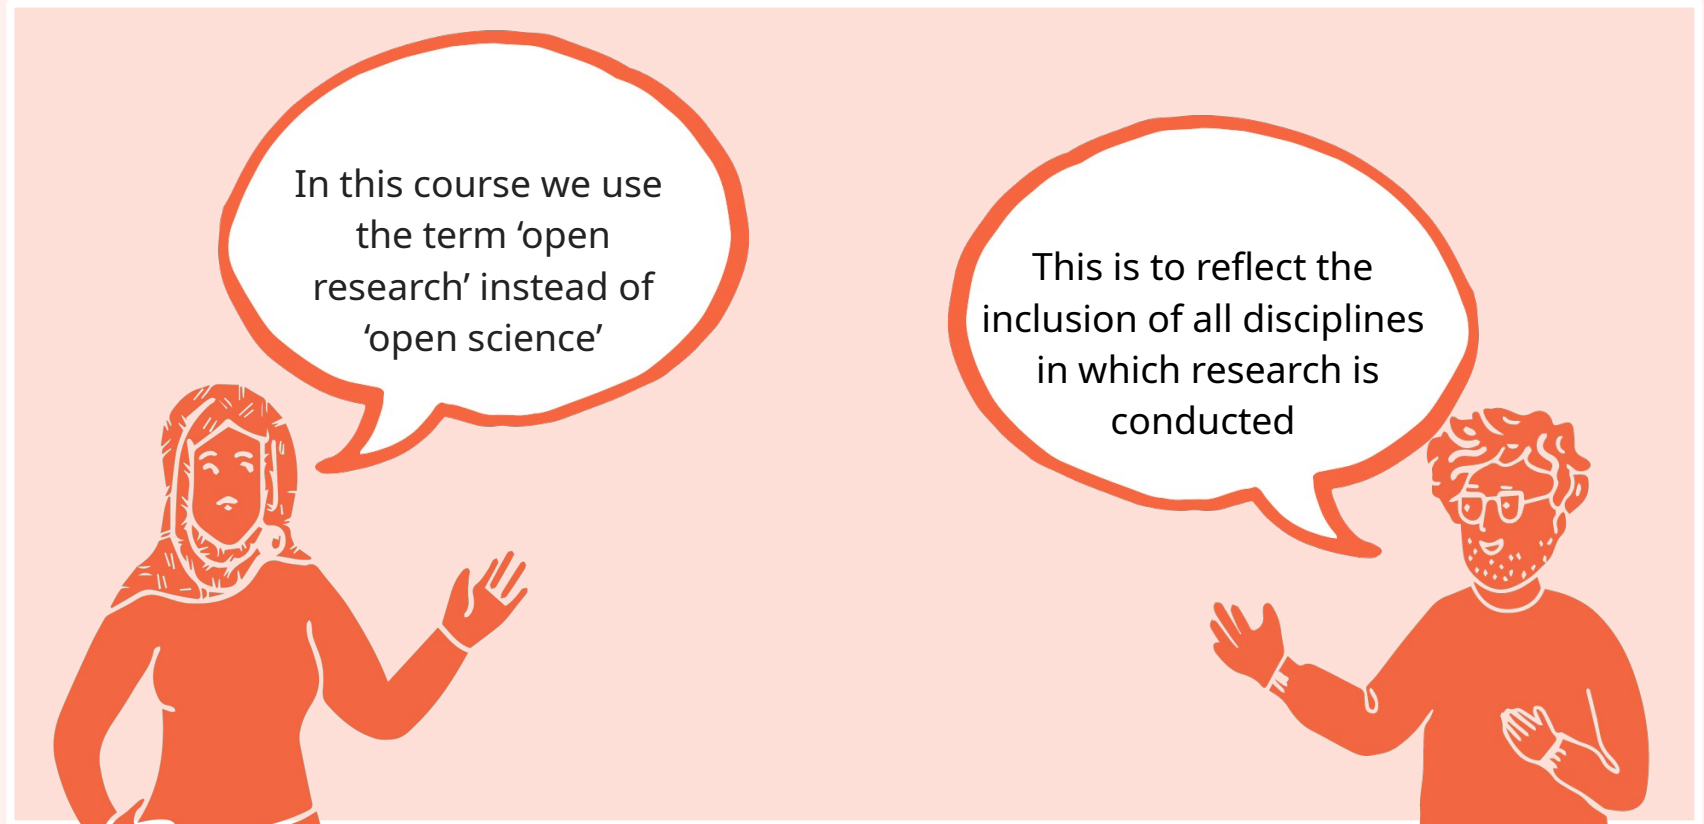 In this course we use
the term ‘open
research’ instead of
‘open science’
This is to reflect the
inclusion of all disciplines
in which research is
conducted